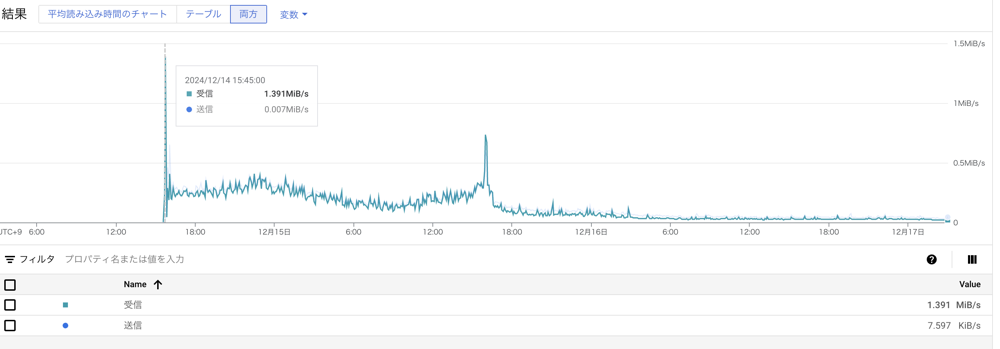 結果 平均読み込み時間のチャート テーブル 両方 変数
1.5MiB/s
2024/12/14 15:45:00
受信 1.391MiB/s
送信 0.007MiB/s
1MiB/s
0.5MiB/s
0
UTC+9 6:00 12:00 18:00 12月15日 6:00 12:00 18:00 12月16日 6:00 12:00 18:00 12月17日
フィルタ プロパティ名または値を入力
Name Value
受信 1.391 MiB/s
送信 7.597 KiB/s